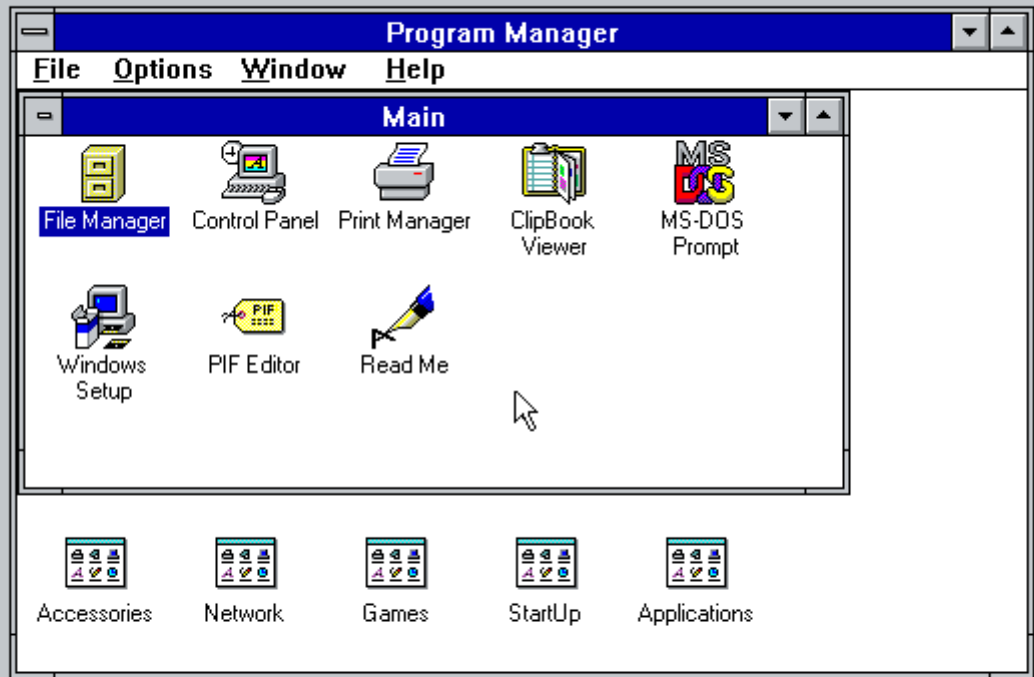 Program Manager
File Options Window Help
Main
File Manager Control Panel Print Manager ClipBook Viewer MS-DOS Prompt
Windows Setup PIF Editor Read Me
Accessories Network Games StartUp Applications